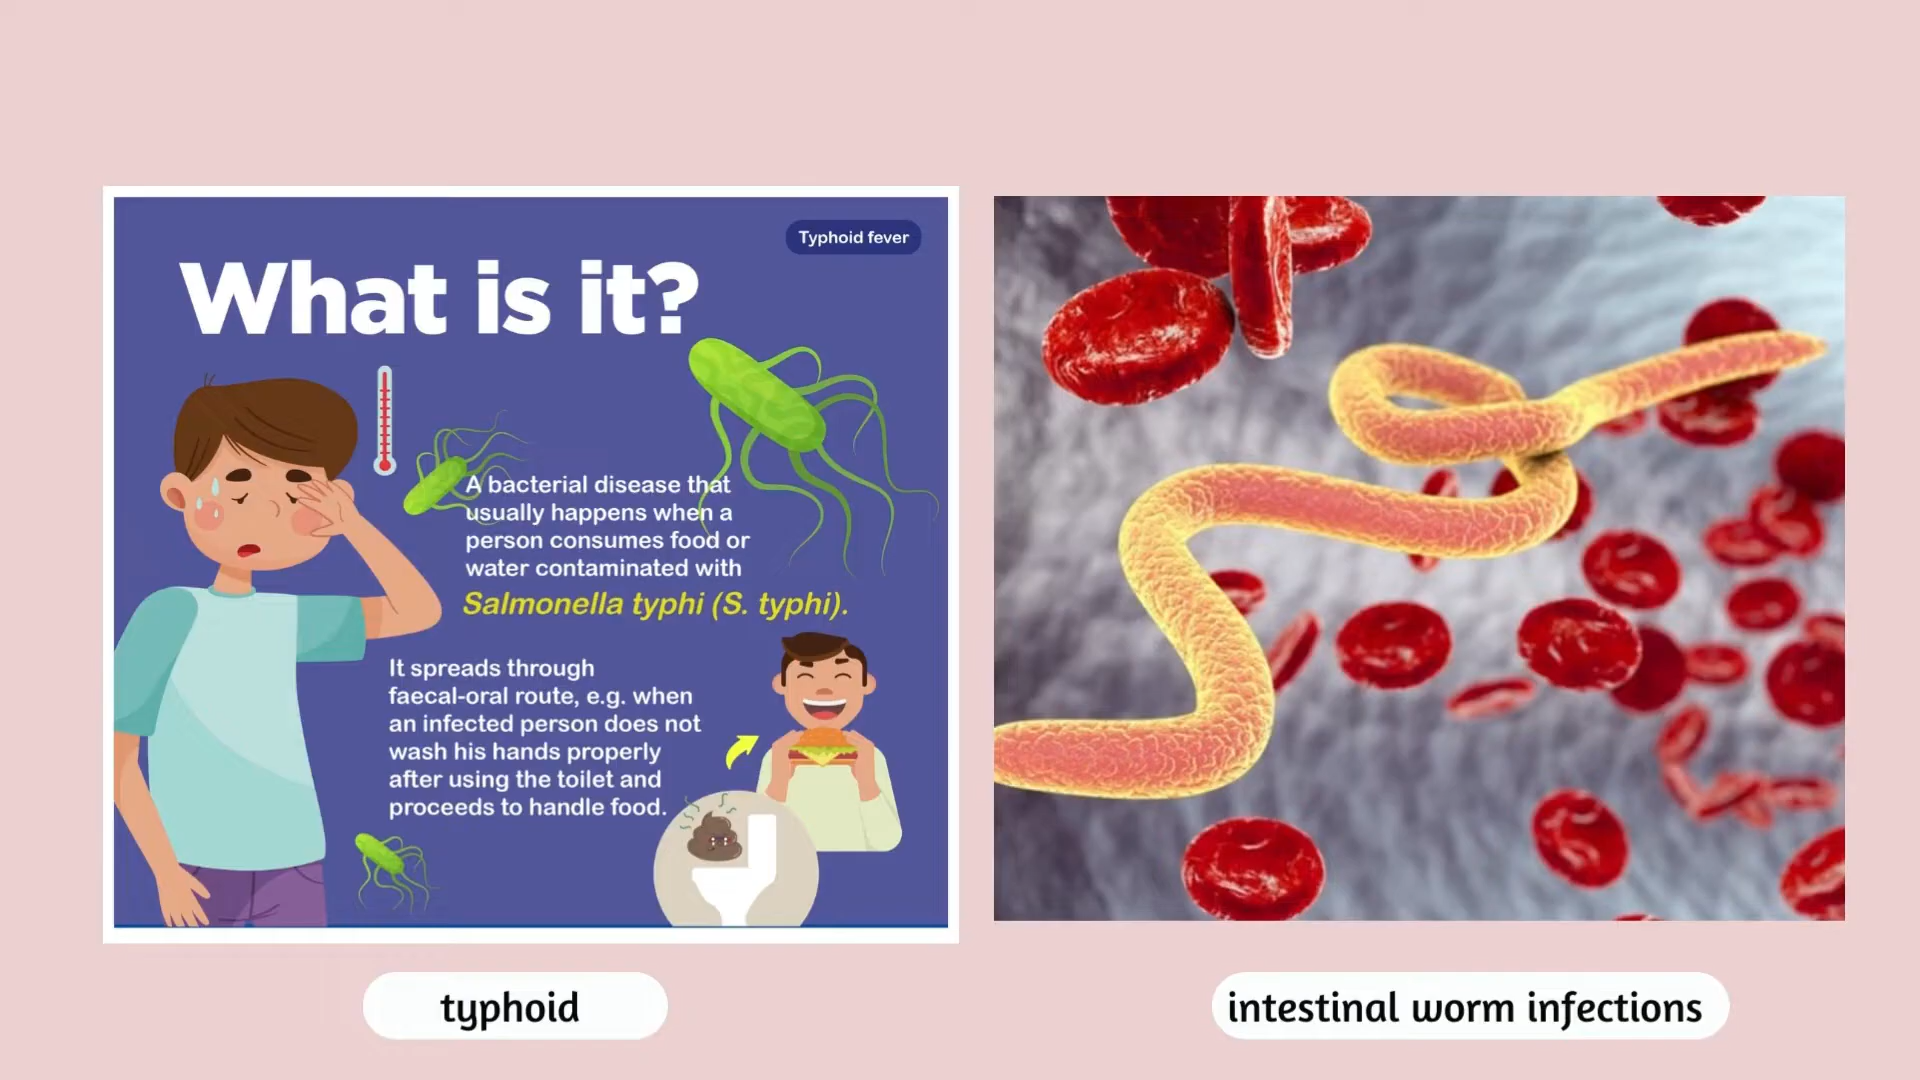 Typhoid fever
What is it?
A bacterial disease that
usually happens when a
person consumes food or
water contaminated with
Salmonella typhi (S. typhi).
It spreads through
faecal-oral route, e.g. when
an infected person does not
wash his hands properly
after using the toilet and
proceeds to handle food.
typhoid
intestinal worm infections